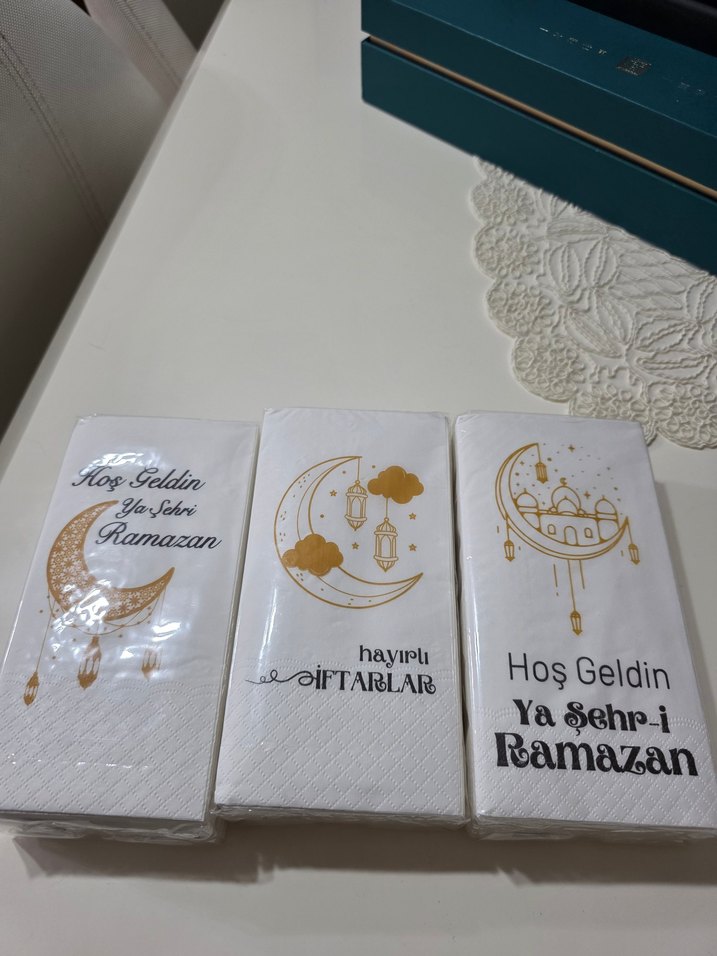 Hoş Geldin
Ya Şehri
Ramazan
hayırlı
İFTARLAR
Hoş Geldin
Ya Şehr-i
Ramazan